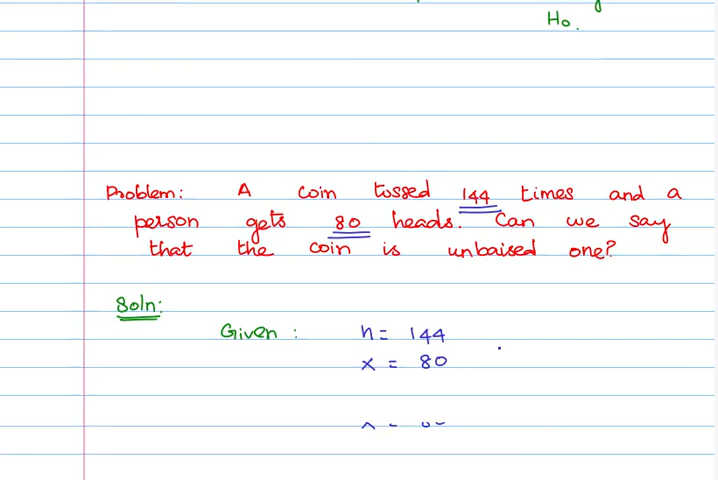 Ho.
Problem: A coin tossed 144 times and a
person gets 80 heads. Can we say
that the coin is unbaised one?
Soln:
Given : n = 144
x = 80